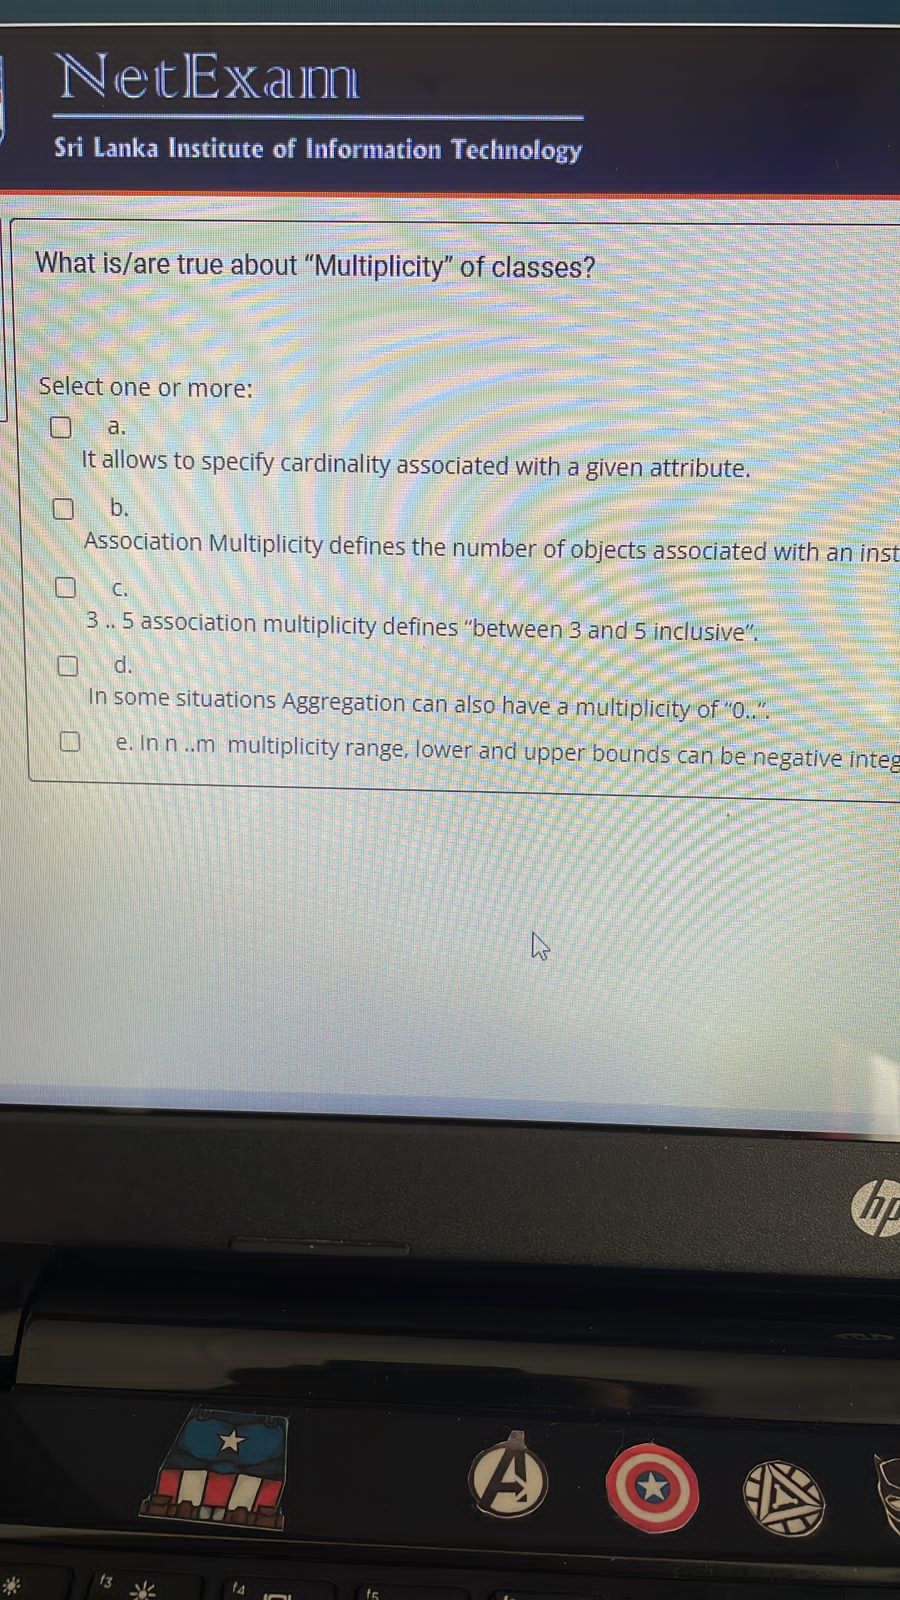 NetExam
Sri Lanka Institute of Information Technology
What is/are true about “Multiplicity” of classes?
Select one or more:
a.
It allows to specify cardinality associated with a given attribute.
b.
Association Multiplicity defines the number of objects associated with an inst
c.
3 .. 5 association multiplicity defines “between 3 and 5 inclusive”.
d.
In some situations Aggregation can also have a multiplicity of “0..”.
e. In n ..m multiplicity range, lower and upper bounds can be negative integ
hp
A
f3
f4
f5